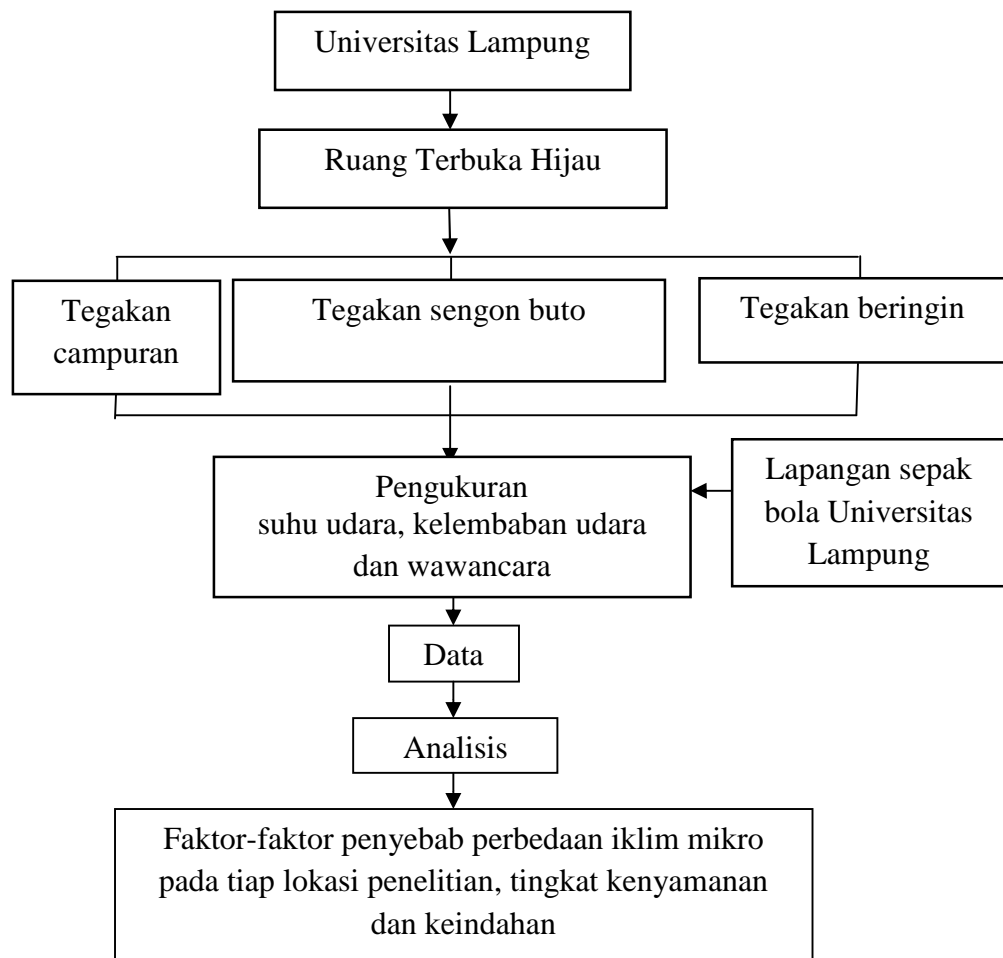 Universitas Lampung
Ruang Terbuka Hijau
Tegakan
campuran
Tegakan sengon buto
Tegakan beringin
Pengukuran
suhu udara, kelembaban udara
dan wawancara
Lapangan sepak
bola Universitas
Lampung
Data
Analisis
Faktor-faktor penyebab perbedaan iklim mikro
pada tiap lokasi penelitian, tingkat kenyamanan
dan keindahan